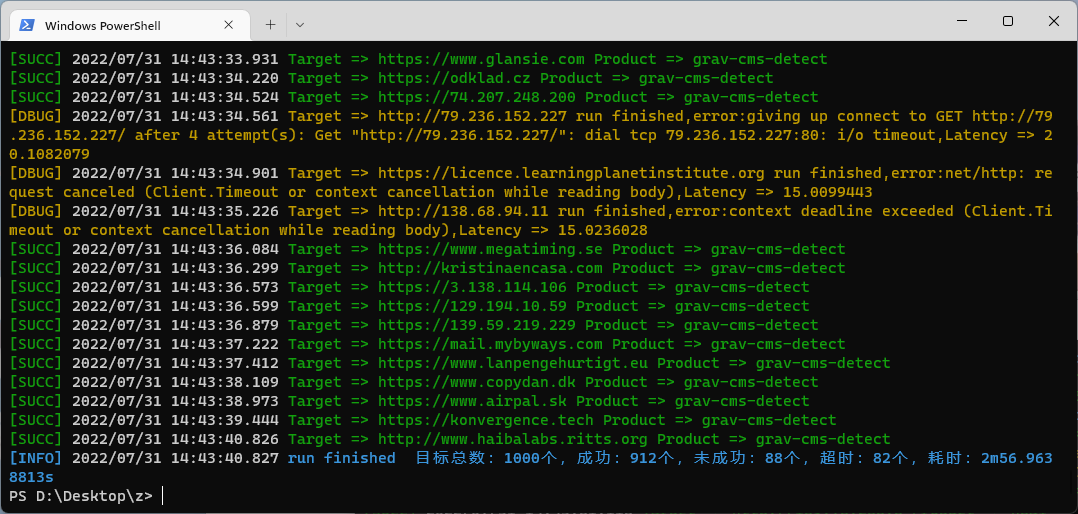 Windows PowerShell
[SUCC] 2022/07/31 14:43:33.931 Target => https://www.glansie.com Product => grav-cms-detect
[SUCC] 2022/07/31 14:43:34.220 Target => https://odklad.cz Product => grav-cms-detect
[SUCC] 2022/07/31 14:43:34.524 Target => https://74.207.248.200 Product => grav-cms-detect
[DBUG] 2022/07/31 14:43:34.561 Target => http://79.236.152.227 run finished,error:giving up connect to GET http://79
.236.152.227/ after 4 attempt(s): Get "http://79.236.152.227/": dial tcp 79.236.152.227:80: i/o timeout,Latency => 2
0.1082079
[DBUG] 2022/07/31 14:43:34.901 Target => https://licence.learningplanetinstitute.org run finished,error:net/http: re
quest canceled (Client.Timeout or context cancellation while reading body),Latency => 15.0099443
[DBUG] 2022/07/31 14:43:35.226 Target => http://138.68.94.11 run finished,error:context deadline exceeded (Client.Ti
meout or context cancellation while reading body),Latency => 15.0236028
[SUCC] 2022/07/31 14:43:36.084 Target => https://www.megatiming.se Product => grav-cms-detect
[SUCC] 2022/07/31 14:43:36.299 Target => http://kristinaencasa.com Product => grav-cms-detect
[SUCC] 2022/07/31 14:43:36.573 Target => https://3.138.114.106 Product => grav-cms-detect
[SUCC] 2022/07/31 14:43:36.599 Target => https://129.194.10.59 Product => grav-cms-detect
[SUCC] 2022/07/31 14:43:36.879 Target => https://139.59.219.229 Product => grav-cms-detect
[SUCC] 2022/07/31 14:43:37.222 Target => https://mail.mybyways.com Product => grav-cms-detect
[SUCC] 2022/07/31 14:43:37.412 Target => https://www.lanpengehurtigt.eu Product => grav-cms-detect
[SUCC] 2022/07/31 14:43:38.109 Target => https://www.copydan.dk Product => grav-cms-detect
[SUCC] 2022/07/31 14:43:38.973 Target => https://www.airpal.sk Product => grav-cms-detect
[SUCC] 2022/07/31 14:43:39.444 Target => https://konvergence.tech Product => grav-cms-detect
[SUCC] 2022/07/31 14:43:40.826 Target => http://www.haibalabs.ritts.org Product => grav-cms-detect
[INFO] 2022/07/31 14:43:40.827 run finished  目标总数：1000个，成功：912个，未成功：88个，超时：82个，耗时：2m56.963
8813s
PS D:\Desktop\z>